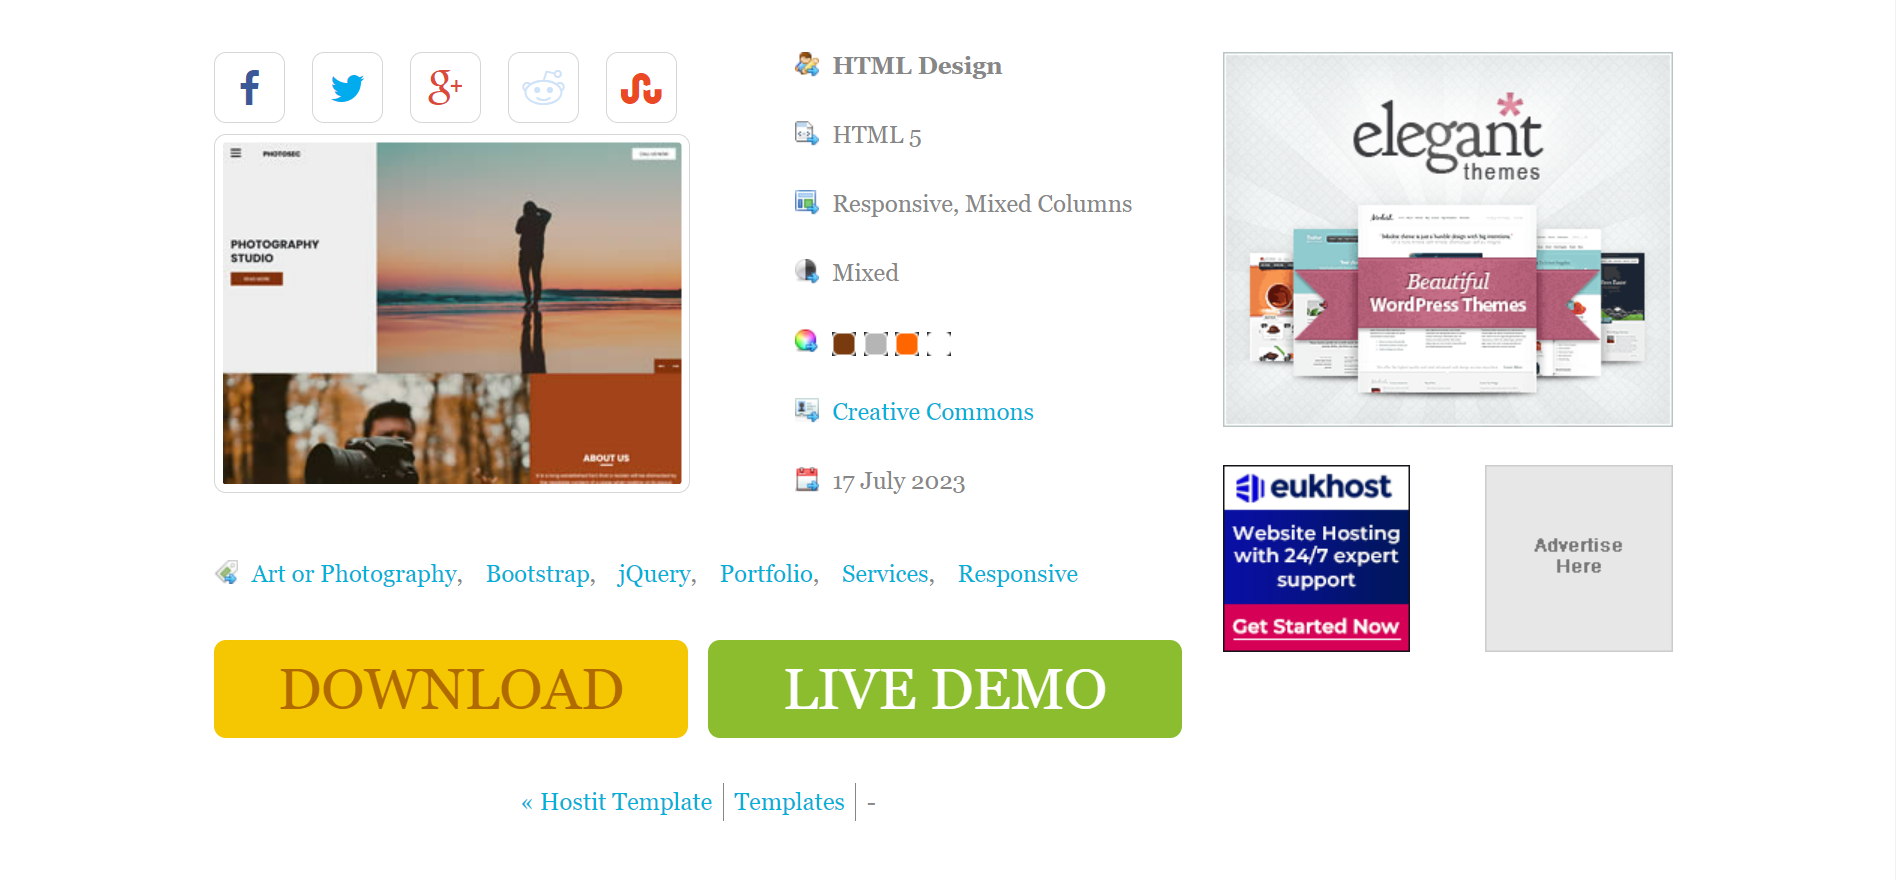 PHOTOSEC
PHOTOGRAPHY
STUDIO
READ MORE
ABOUT US
HTML Design
HTML 5
Responsive, Mixed Columns
Mixed
Creative Commons
17 July 2023
Art or Photography, Bootstrap, jQuery, Portfolio, Services, Responsive
DOWNLOAD
LIVE DEMO
« Hostit Template
Templates
-
elegant
themes
Beautiful
WordPress Themes
eukhost
Website Hosting
with 24/7 expert
support
Get Started Now
Advertise
Here